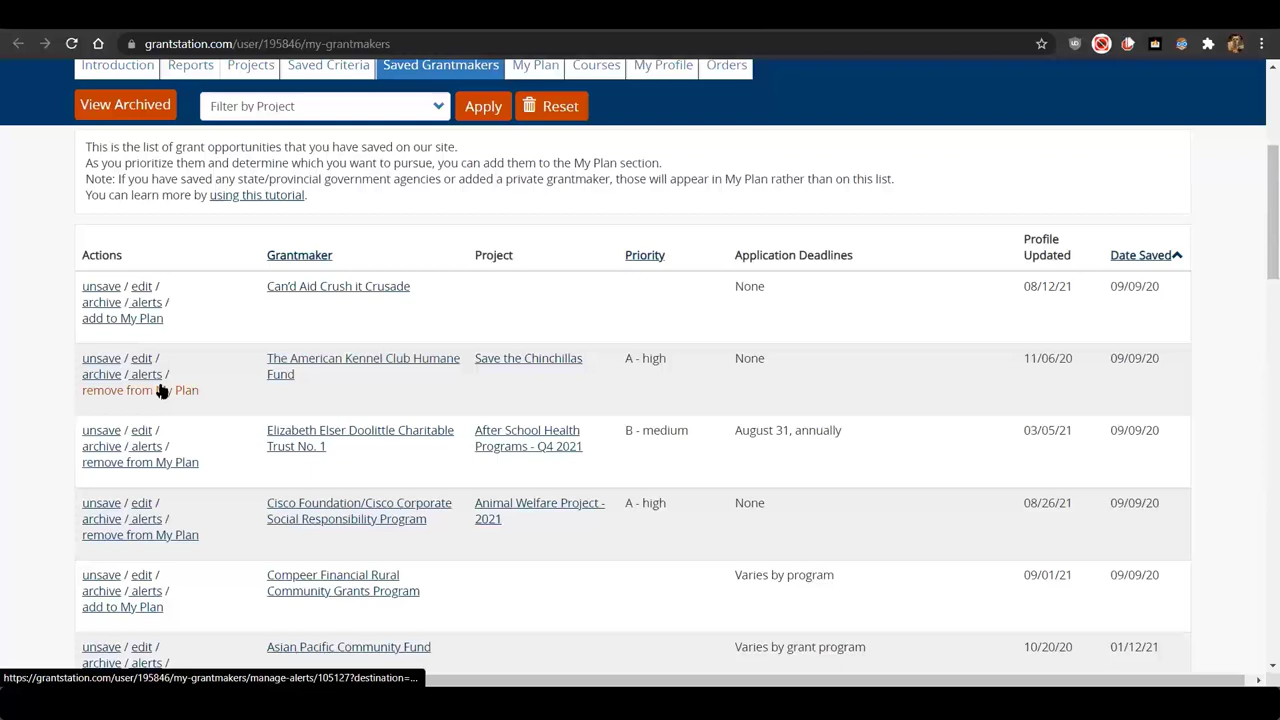 grantstation.com/user/195846/my-grantmakers
Introduction Reports Projects Saved Criteria Saved Grantmakers My Plan Courses My Profile Orders
View Archived Filter by Project Apply Reset
This is the list of grant opportunities that you have saved on our site.
As you prioritize them and determine which you want to pursue, you can add them to the My Plan section.
Note: If you have saved any state/provincial government agencies or added a private grantmaker, those will appear in My Plan rather than on this list.
You can learn more by using this tutorial.
Actions Grantmaker Project Priority Application Deadlines Profile Updated Date Saved
unsave / edit / Can'd Aid Crush it Crusade None 08/12/21 09/09/20
archive / alerts /
add to My Plan
unsave / edit / The American Kennel Club Humane Save the Chinchillas A - high None 11/06/20 09/09/20
archive / alerts / Fund
remove from My Plan
unsave / edit / Elizabeth Elser Doolittle Charitable After School Health B - medium August 31, annually 03/05/21 09/09/20
archive / alerts / Trust No. 1 Programs - Q4 2021
remove from My Plan
unsave / edit / Cisco Foundation/Cisco Corporate Animal Welfare Project - A - high None 08/26/21 09/09/20
archive / alerts / Social Responsibility Program 2021
remove from My Plan
unsave / edit / Compeer Financial Rural Varies by program 09/01/21 09/09/20
archive / alerts / Community Grants Program
add to My Plan
unsave / edit / Asian Pacific Community Fund Varies by grant program 10/20/20 01/12/21
archive / alerts /
https://grantstation.com/user/195846/my-grantmakers/manage-alerts/105127?destination=...